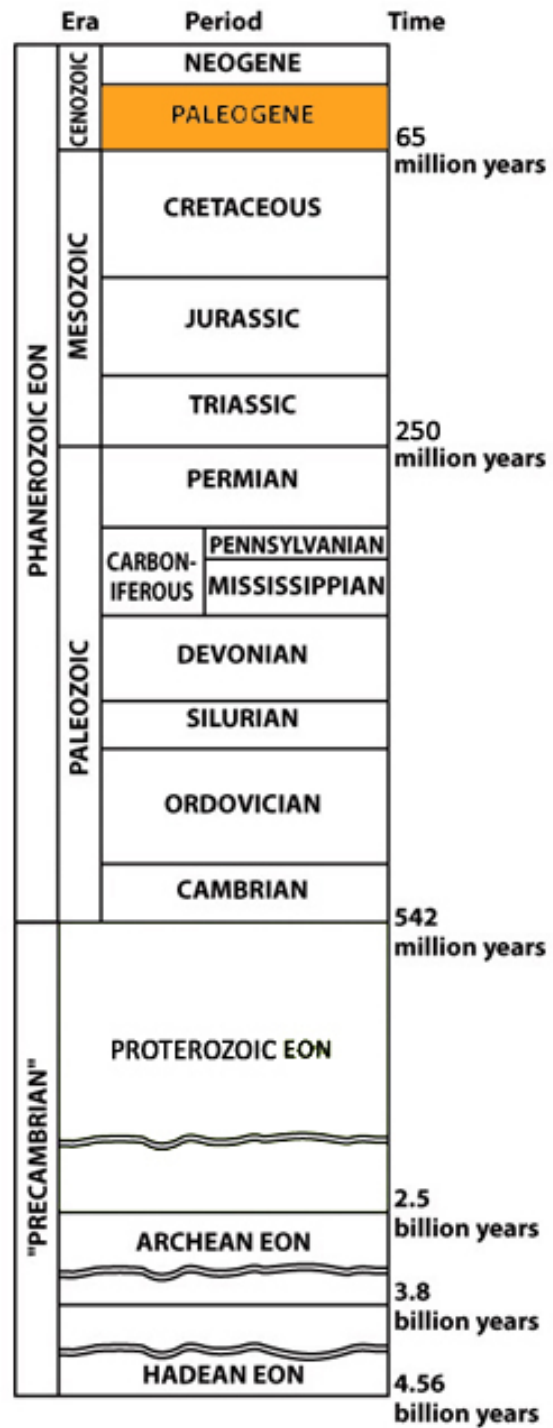 Era Period Time
NEOGENE
CENOZOIC
PALEOGENE
65
million years
CRETACEOUS
MESOZOIC
JURASSIC
TRIASSIC
250
million years
PHANEROZOIC EON
PERMIAN
PENNSYLVANIAN
CARBON-
IFEROUS
MISSISSIPPIAN
DEVONIAN
PALEOZOIC
SILURIAN
ORDOVICIAN
CAMBRIAN
542
million years
PROTEROZOIC EON
"PRECAMBRIAN"
2.5
billion years
ARCHEAN EON
3.8
billion years
HADEAN EON
4.56
billion years